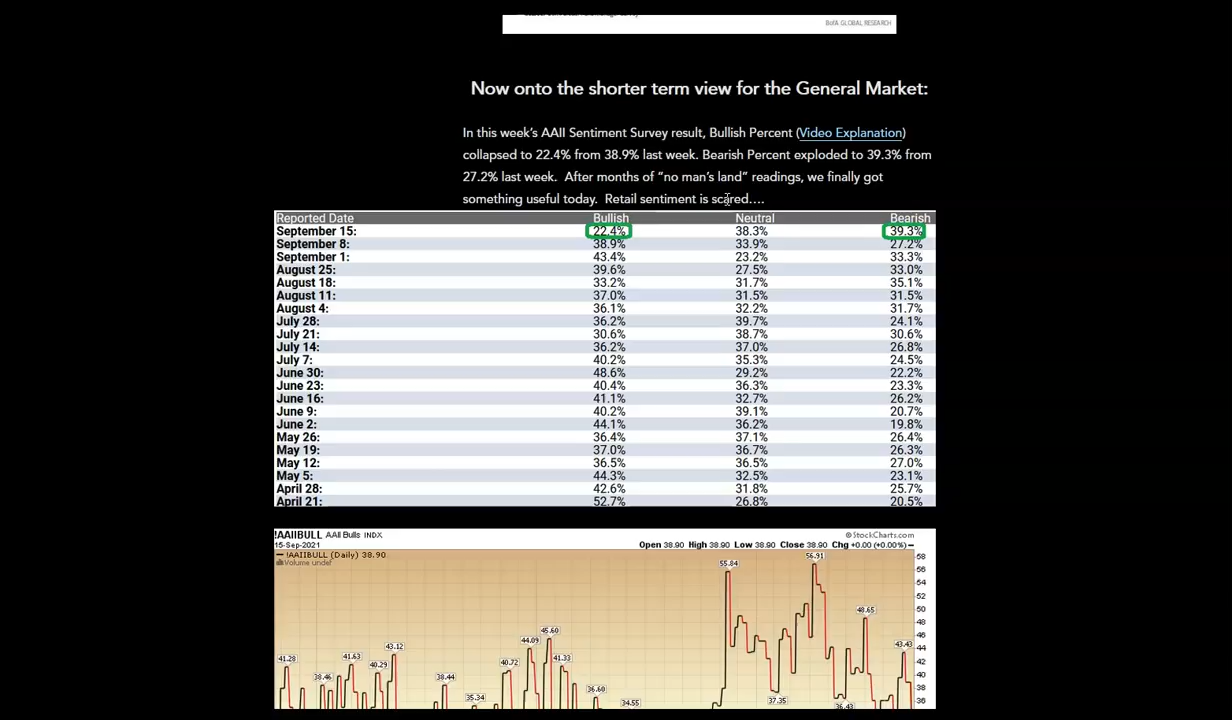 BofA GLOBAL RESEARCH
Now onto the shorter term view for the General Market:
In this week's AAII Sentiment Survey result, Bullish Percent (Video Explanation)
collapsed to 22.4% from 38.9% last week. Bearish Percent exploded to 39.3% from
27.2% last week. After months of “no man's land” readings, we finally got
something useful today. Retail sentiment is scared….
Reported Date Bullish Neutral Bearish
September 15: 22.4% 38.3% 39.3%
September 8: 38.9% 33.9% 27.2%
September 1: 43.4% 23.2% 33.3%
August 25: 39.6% 27.5% 33.0%
August 18: 33.2% 31.7% 35.1%
August 11: 37.0% 31.5% 31.5%
August 4: 36.1% 32.2% 31.7%
July 28: 36.2% 39.7% 24.1%
July 21: 30.6% 38.7% 30.6%
July 14: 36.2% 37.0% 26.8%
July 7: 40.2% 35.3% 24.5%
June 30: 48.6% 29.2% 22.2%
June 23: 40.4% 36.3% 23.3%
June 16: 41.1% 32.7% 26.2%
June 9: 40.2% 39.1% 20.7%
June 2: 44.1% 36.2% 19.8%
May 26: 36.4% 37.1% 26.4%
May 19: 37.0% 36.7% 26.3%
May 12: 36.5% 36.5% 27.0%
May 5: 44.3% 32.5% 23.1%
April 28: 42.6% 31.8% 25.7%
April 21: 52.7% 26.8% 20.5%
!AAIIBULL AAII Bulls INDX © StockCharts.com
15-Sep-2021 Open 38.90 High 38.90 Low 38.90 Close 38.90 Chg +0.00 (+0.00%)
!AAIIBULL (Daily) 38.90
Volume undef
58
56.91
56
55.84
54
52
50
48.65
48
46
45.60
44.09
44
43.43
43.12
42
41.63
41.28
41.33
40.72
40.29
40
38.46
38.44
38
37.35
36.60
36.43
36
35.34
34.55